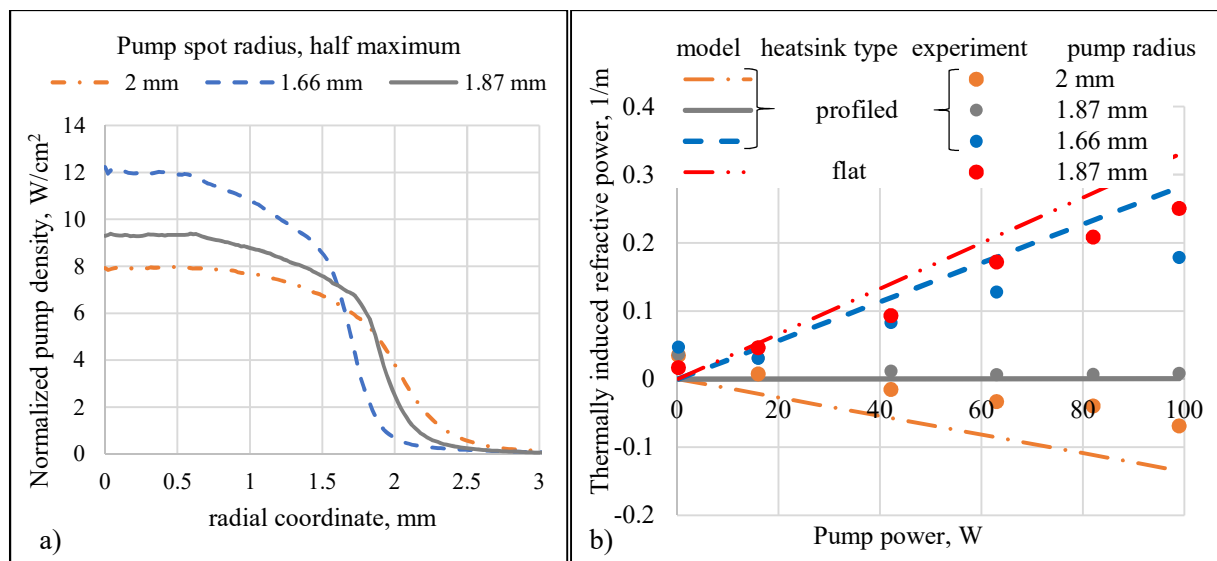 Pump spot radius, half maximum
2 mm 1.66 mm 1.87 mm
Normalized pump density, W/cm²
14
12
10
8
6
4
2
0
0 0.5 1 1.5 2 2.5 3
radial coordinate, mm
a)
model heatsink type experiment pump radius
2 mm
profiled 1.87 mm
1.66 mm
flat 1.87 mm
Thermally induced refractive power, 1/m
0.4
0.3
0.2
0.1
0
-0.1
-0.2
0 20 40 60 80 100
Pump power, W
b)